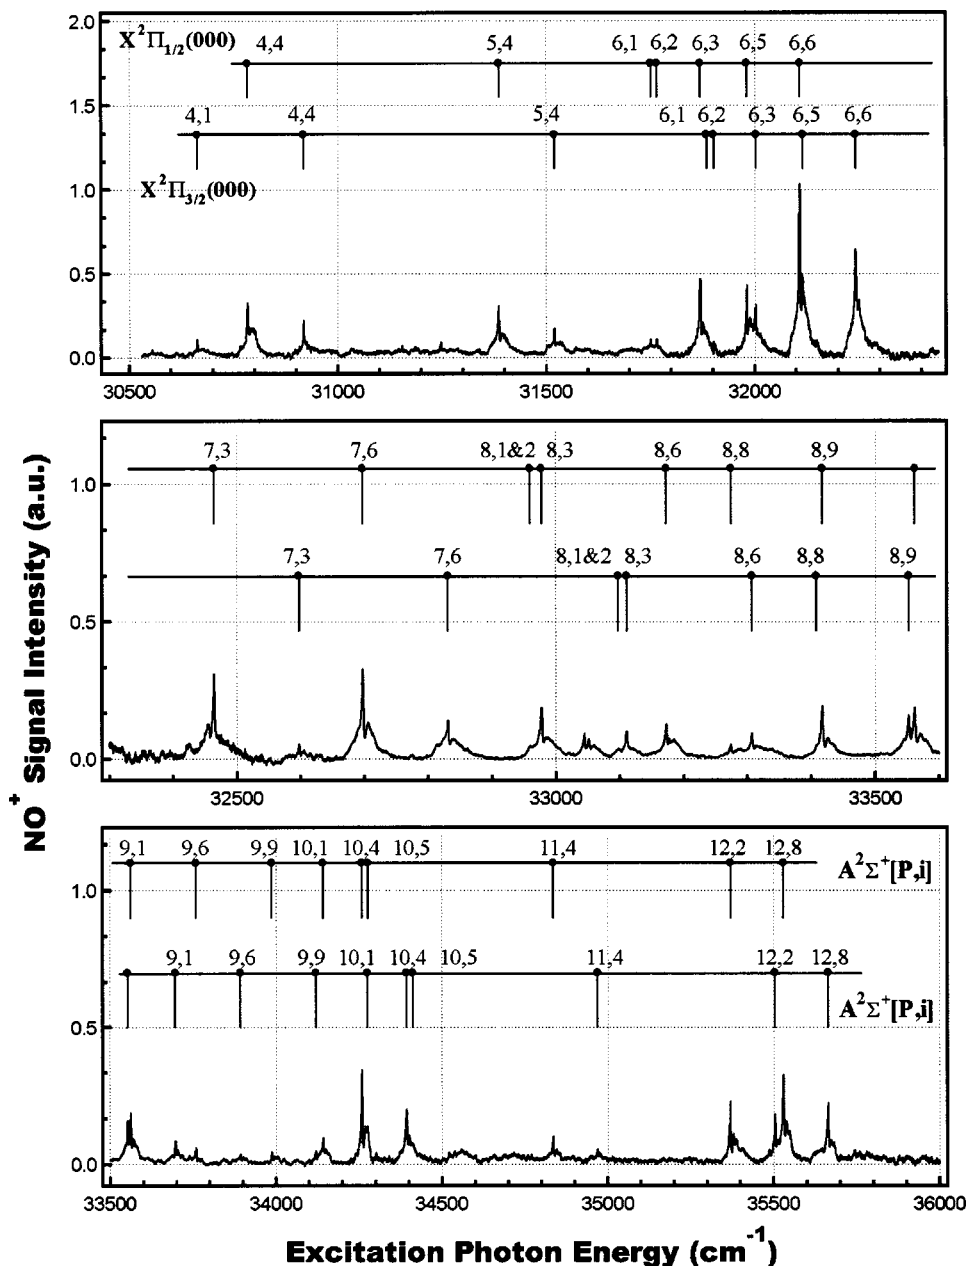 2.0
X²Π1/2(000)
4,4 5,4 6,1 6,2 6,3 6,5 6,6
1.5
4,1 4,4 5,4 6,1 6,2 6,3 6,5 6,6
X²Π3/2(000)
1.0
0.5
0.0
30500 31000 31500 32000
7,3 7,6 8,1&2 8,3 8,6 8,8 8,9
1.0
7,3 7,6 8,1&2 8,3 8,6 8,8 8,9
0.5
0.0
32500 33000 33500
NO⁺ Signal Intensity (a.u.)
9,1 9,6 9,9 10,1 10,4 10,5 11,4 12,2 12,8
A²Σ⁺[P,i]
1.0
9,1 9,6 9,9 10,1 10,4 10,5 11,4 12,2 12,8
A²Σ⁺[P,i]
0.5
0.0
33500 34000 34500 35000 35500 36000
Excitation Photon Energy (cm⁻¹)